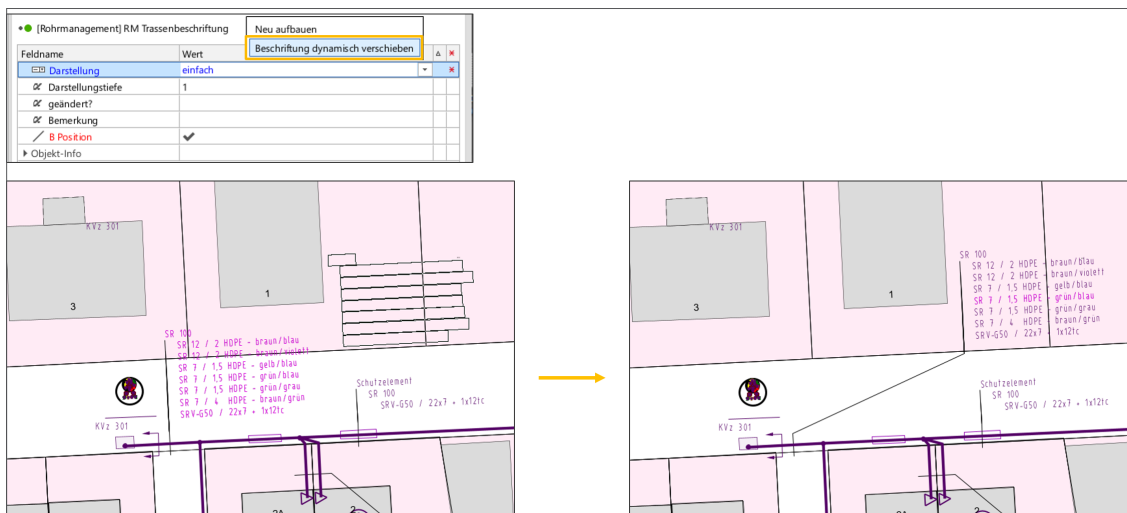 [Rohrmanagement] RM Trassenbeschriftung
Neu aufbauen
Beschriftung dynamisch verschieben
Feldname Wert
Darstellung einfach
Darstellungstiefe 1
geändert?
Bemerkung
B Position
Objekt-Info
KVz 301
3
1
SR 100
SR 12 / 2 HDPE - braun/blau
SR 12 / 2 HDPE - braun/violett
SR 7 / 1,5 HDPE - gelb/blau
SR 7 / 1,5 HDPE - grün/blau
SR 7 / 1,5 HDPE - grün/grau
SR 7 / 4 HDPE - braun/grün
SRV-G50 / 22x7 + 1x12tc
Schutzelement
SR 100
SRV-G50 / 22x7 + 1x12tc
KVz 301
2A
2
KVz 301
3
1
SR 100
SR 12 / 2 HDPE - braun/blau
SR 12 / 2 HDPE - braun/violett
SR 7 / 1,5 HDPE - gelb/blau
SR 7 / 1,5 HDPE grün/blau
SR 7 / 1,5 HDPE grün/grau
SR 7 / 4 HDPE braun/grün
SRV-G50 / 22x7 1x12tc
Schutzelement
SR 100
SRV-G50 / 22x7 + 1x12tc
KVz 301
2A
2